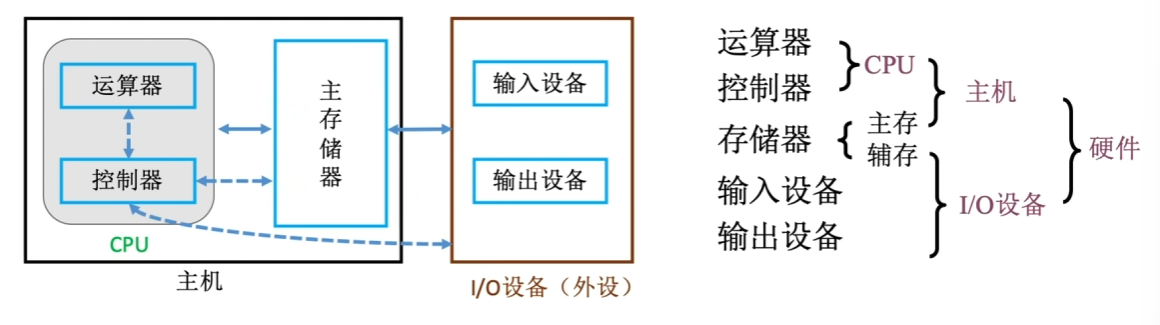 运算器
控制器
CPU
主存储器
主机
输入设备
输出设备
I/O设备（外设）
运算器
控制器
CPU
存储器
主存
辅存
主机
输入设备
输出设备
I/O设备
硬件